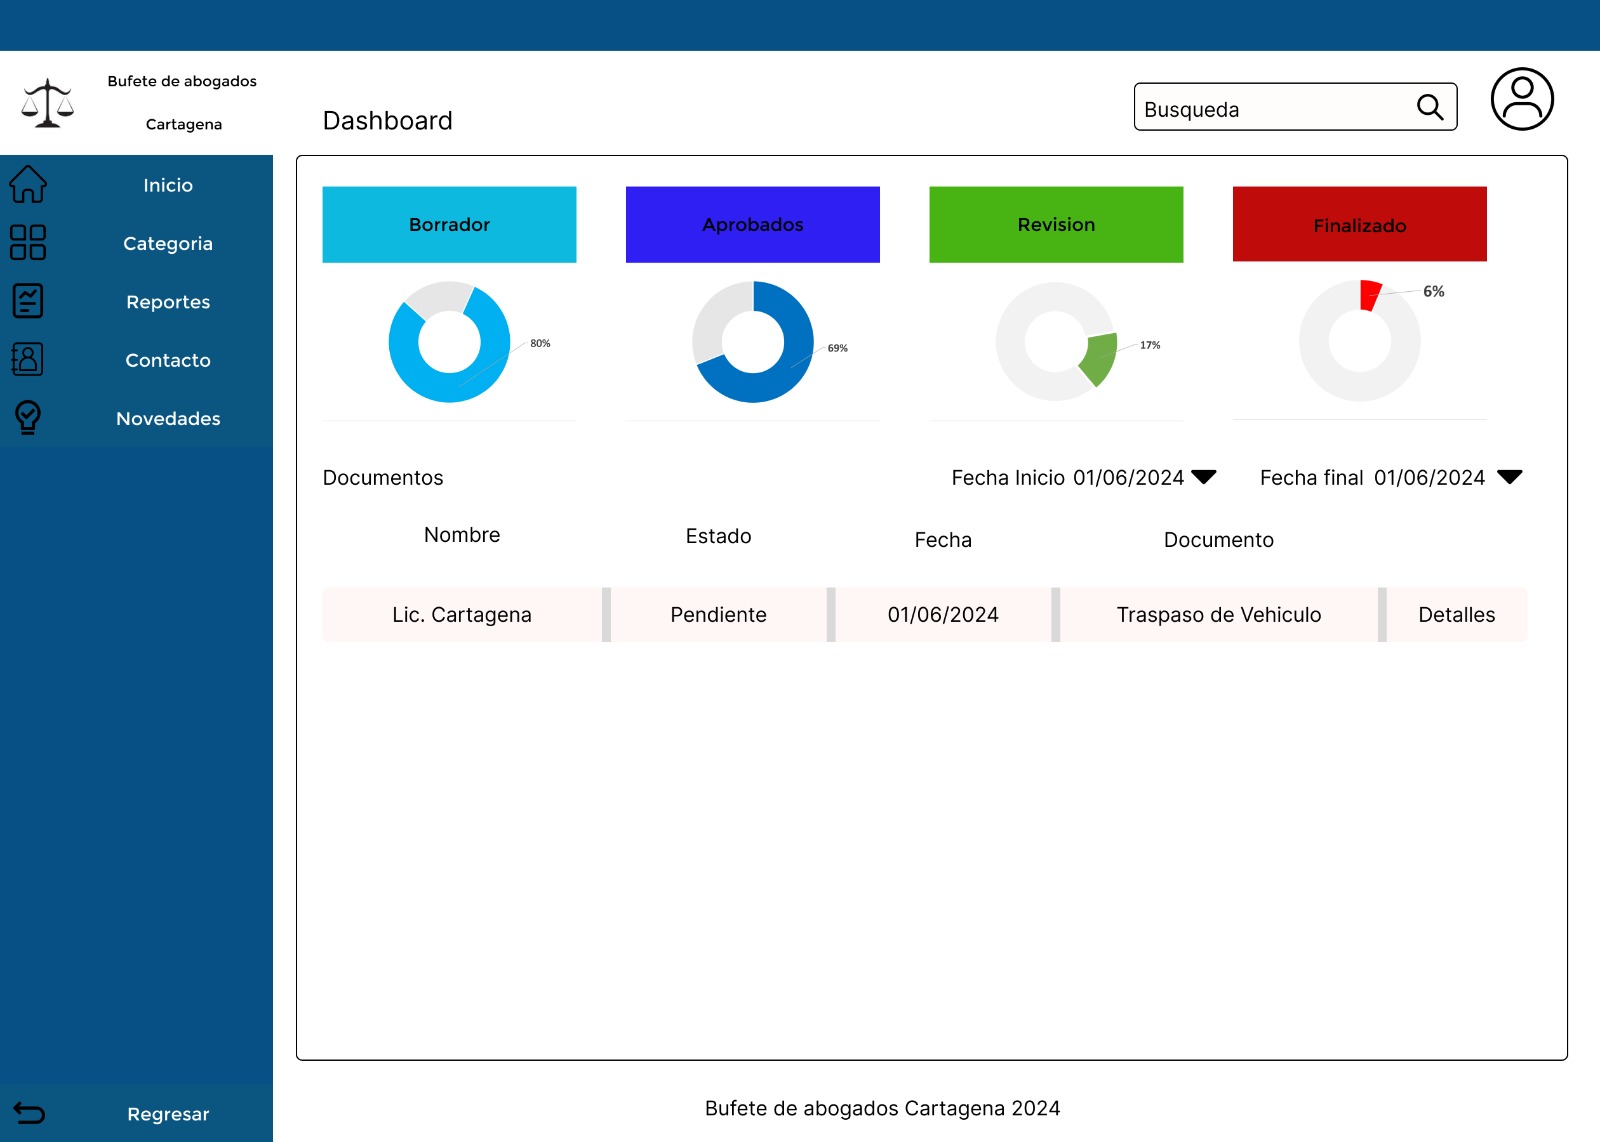 Bufete de abogados
Cartagena
Dashboard
Busqueda
Inicio
Categoria
Reportes
Contacto
Novedades
Regresar
Borrador
Aprobados
Revision
Finalizado
80%
69%
17%
6%
Documentos
Fecha Inicio 01/06/2024
Fecha final 01/06/2024
Nombre Estado Fecha Documento
Lic. Cartagena Pendiente 01/06/2024 Traspaso de Vehiculo Detalles
Bufete de abogados Cartagena 2024